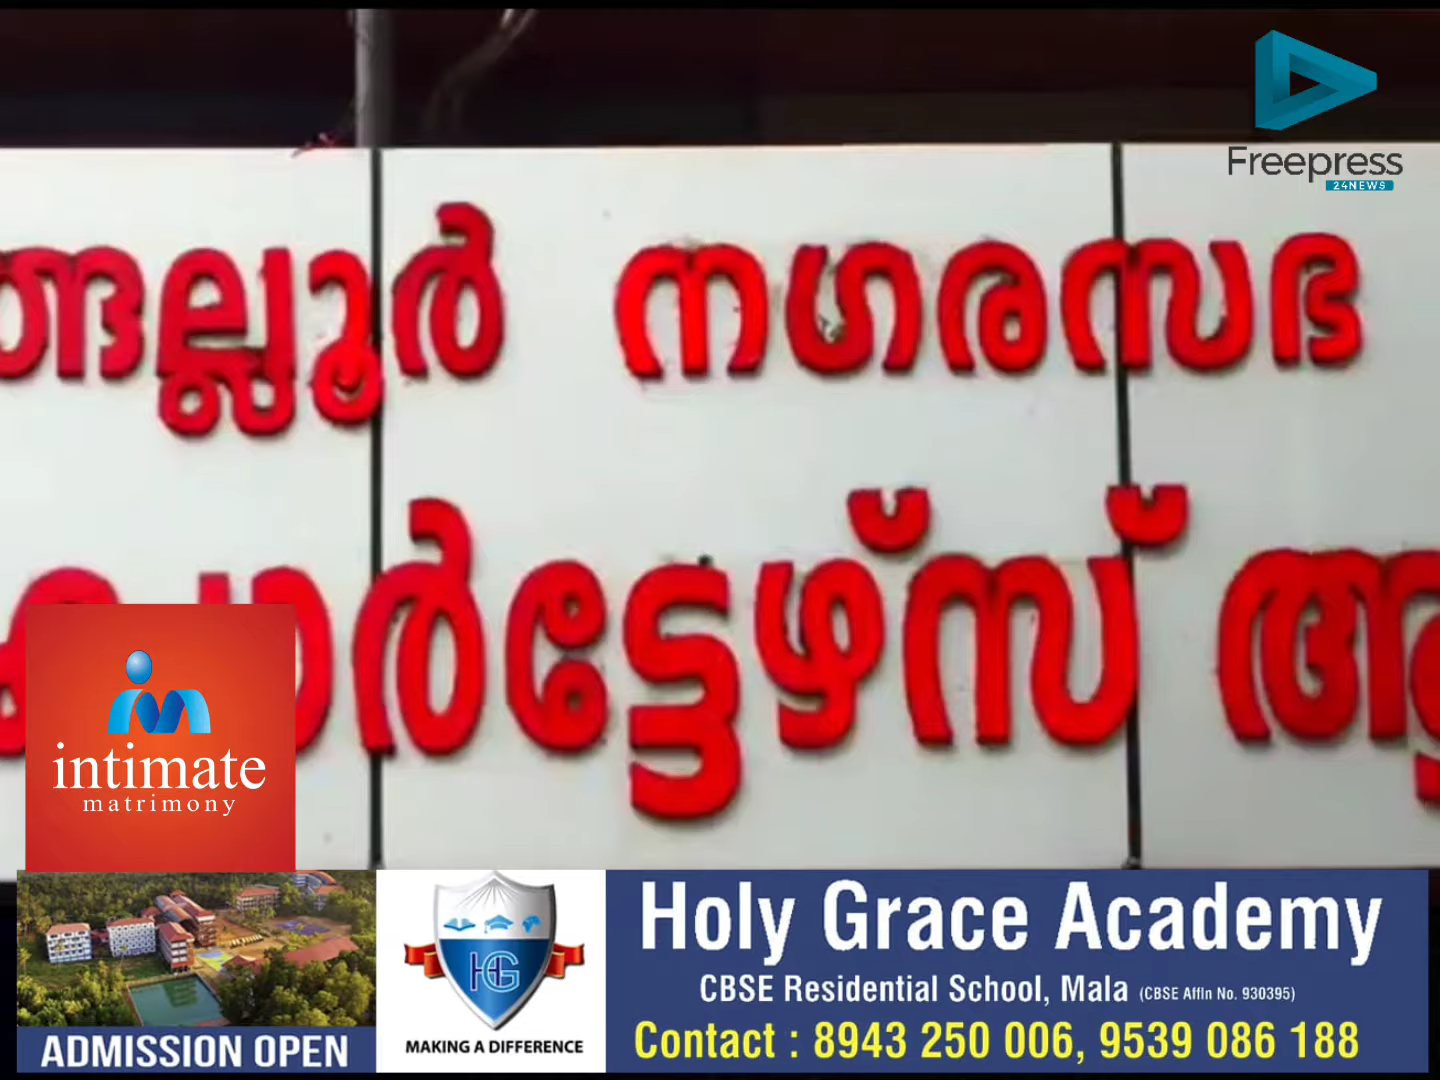 Freepress
24NEWS
ങ്ങല്ലൂർ നഗരസഭ
ർട്ടേഴ്സ്
intimate
matrimony
HG
MAKING A DIFFERENCE
ADMISSION OPEN
Holy Grace Academy
CBSE Residential School, Mala (CBSE Affln No. 930395)
Contact : 8943 250 006, 9539 086 188